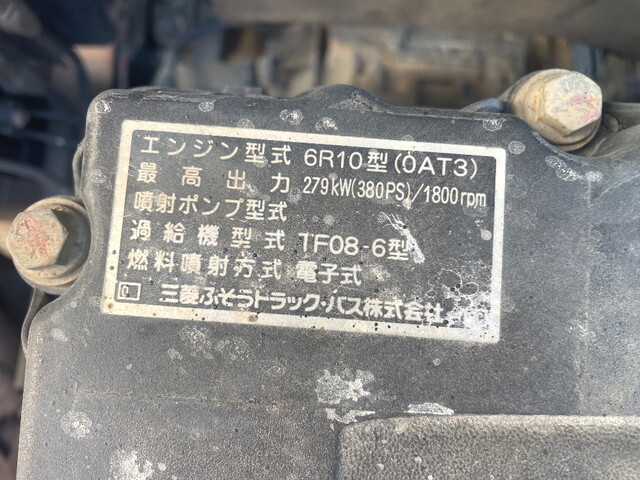 エンジン型式 6R10型(0AT3)
最高出力 279kW(380PS)/1800rpm
噴射ポンプ型式
過給機型式 TF08-6型
燃料噴射方式 電子式
三菱ふそうトラック・バス株式会社